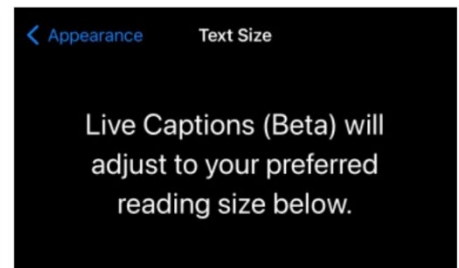 Appearance Text Size
Live Captions (Beta) will
adjust to your preferred
reading size below.